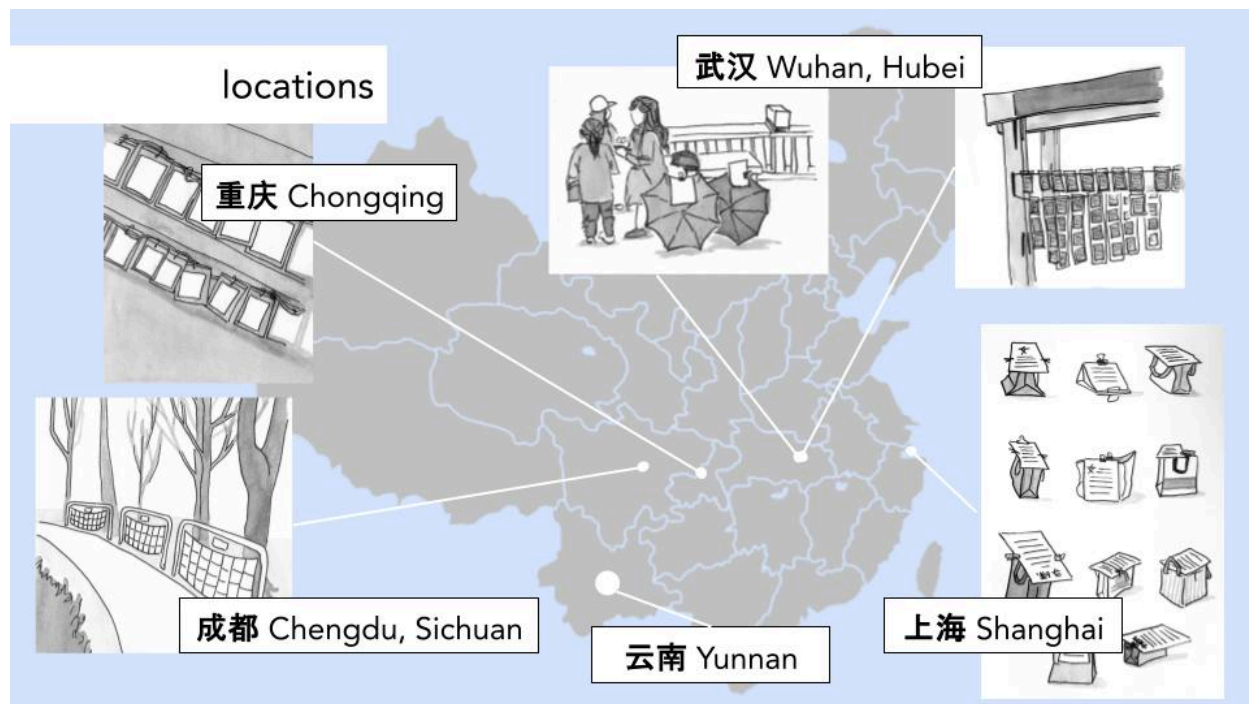 locations
武汉 Wuhan, Hubei
重庆 Chongqing
成都 Chengdu, Sichuan
云南 Yunnan
上海 Shanghai